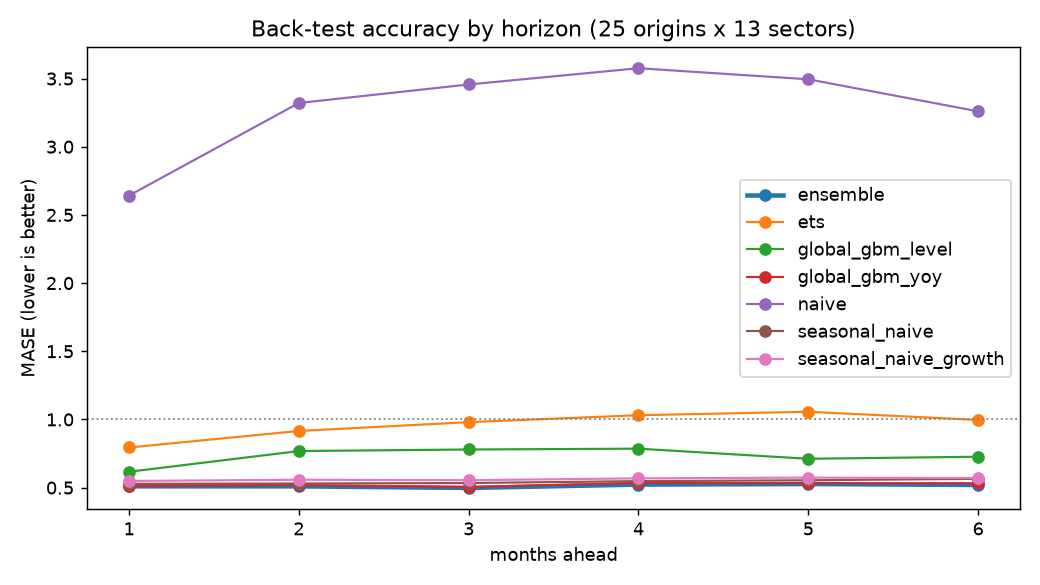 Back-test accuracy by horizon (25 origins x 13 sectors)
MASE (lower is better)
3.5
3.0
2.5
2.0
1.5
1.0
0.5
ensemble
ets
global_gbm_level
global_gbm_yoy
naive
seasonal_naive
seasonal_naive_growth
1 2 3 4 5 6
months ahead